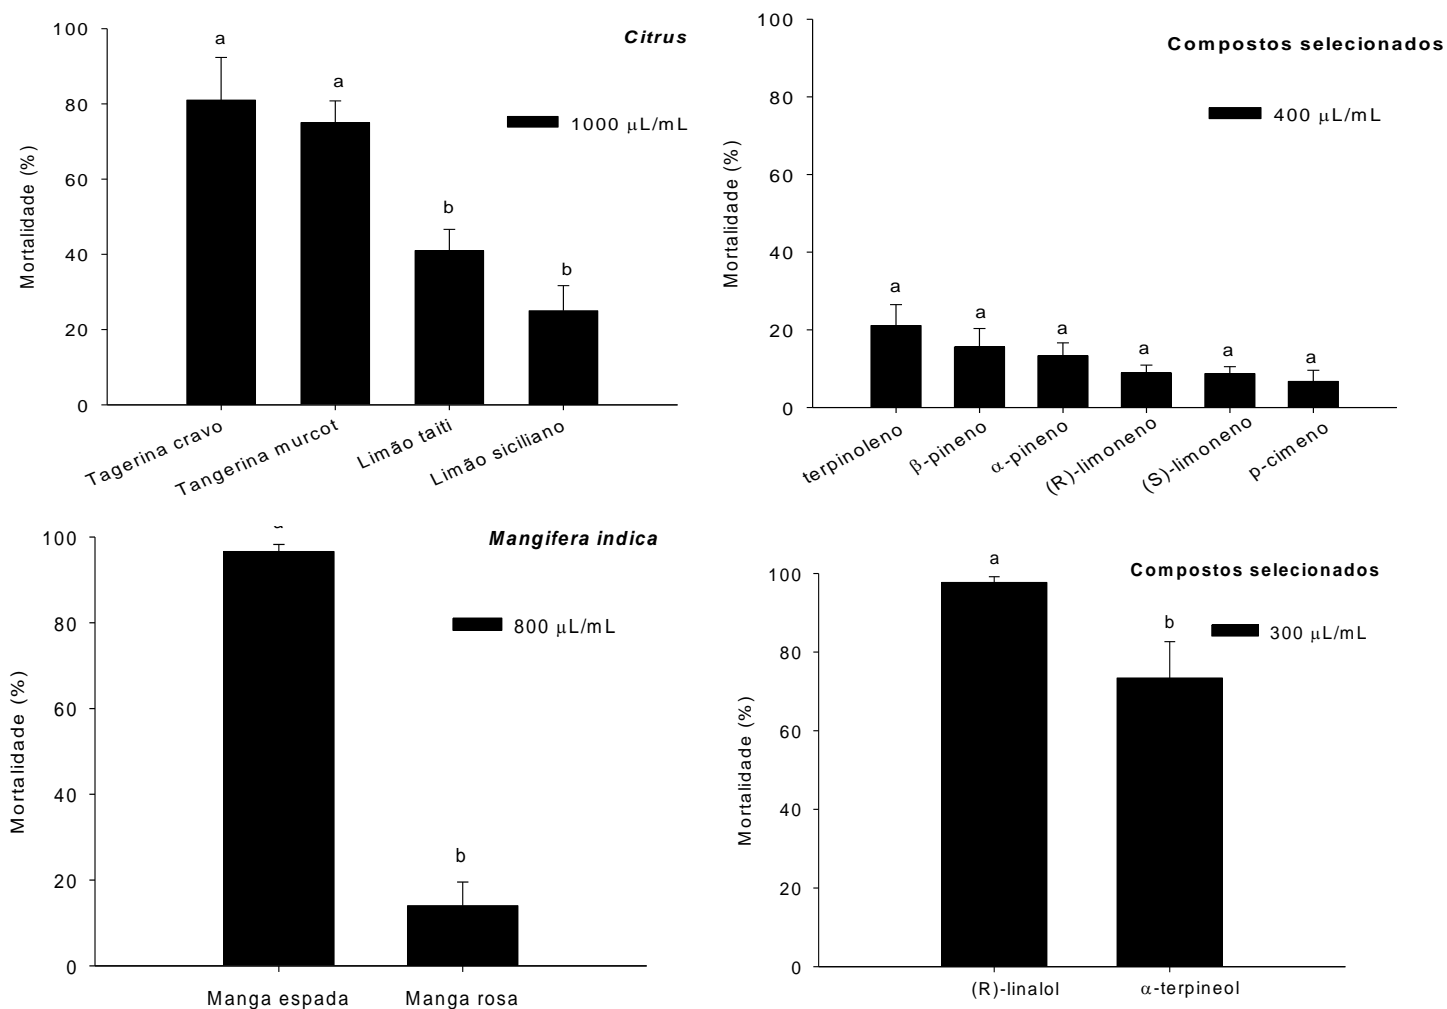 Citrus
1000 μL/mL
Mortalidade (%)
100
80
60
40
20
0
a
a
b
b
Tagerina cravo
Tangerina murcot
Limão taiti
Limão siciliano
Compostos selecionados
400 μL/mL
Mortalidade (%)
100
80
60
40
20
0
a
a
a
a
a
a
terpinoleno
β-pineno
α-pineno
(R)-limoneno
(S)-limoneno
p-cimeno
Mangifera indica
800 μL/mL
Mortalidade (%)
100
80
60
40
20
0
b
Manga espada
Manga rosa
Compostos selecionados
300 μL/mL
Mortalidade (%)
100
80
60
40
20
0
a
b
(R)-linalol
α-terpineol